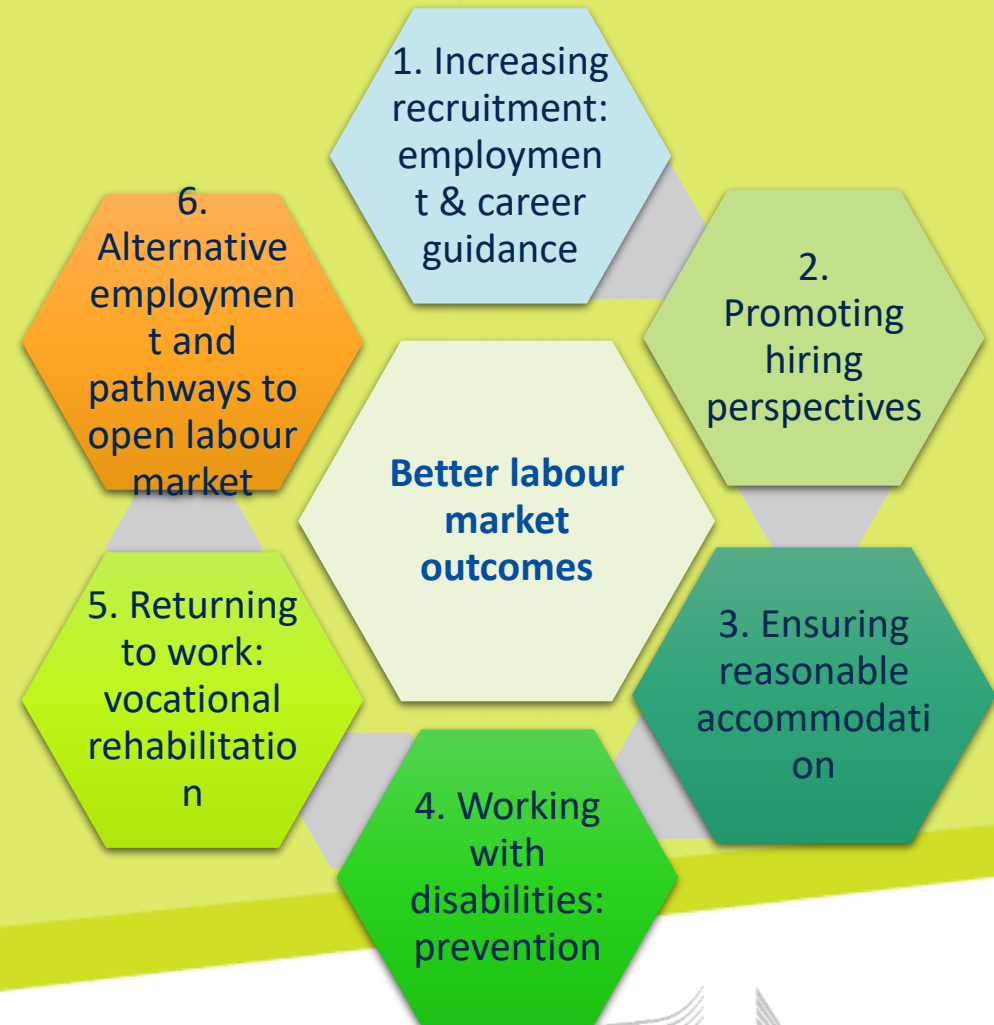 1. Increasing
recruitment:
employmen
t & career
guidance
2.
Promoting
hiring
perspectives
3. Ensuring
reasonable
accommodati
on
4. Working
with
disabilities:
prevention
5. Returning
to work:
vocational
rehabilitatio
n
6.
Alternative
employmen
t and
pathways to
open labour
market
Better labour
market
outcomes